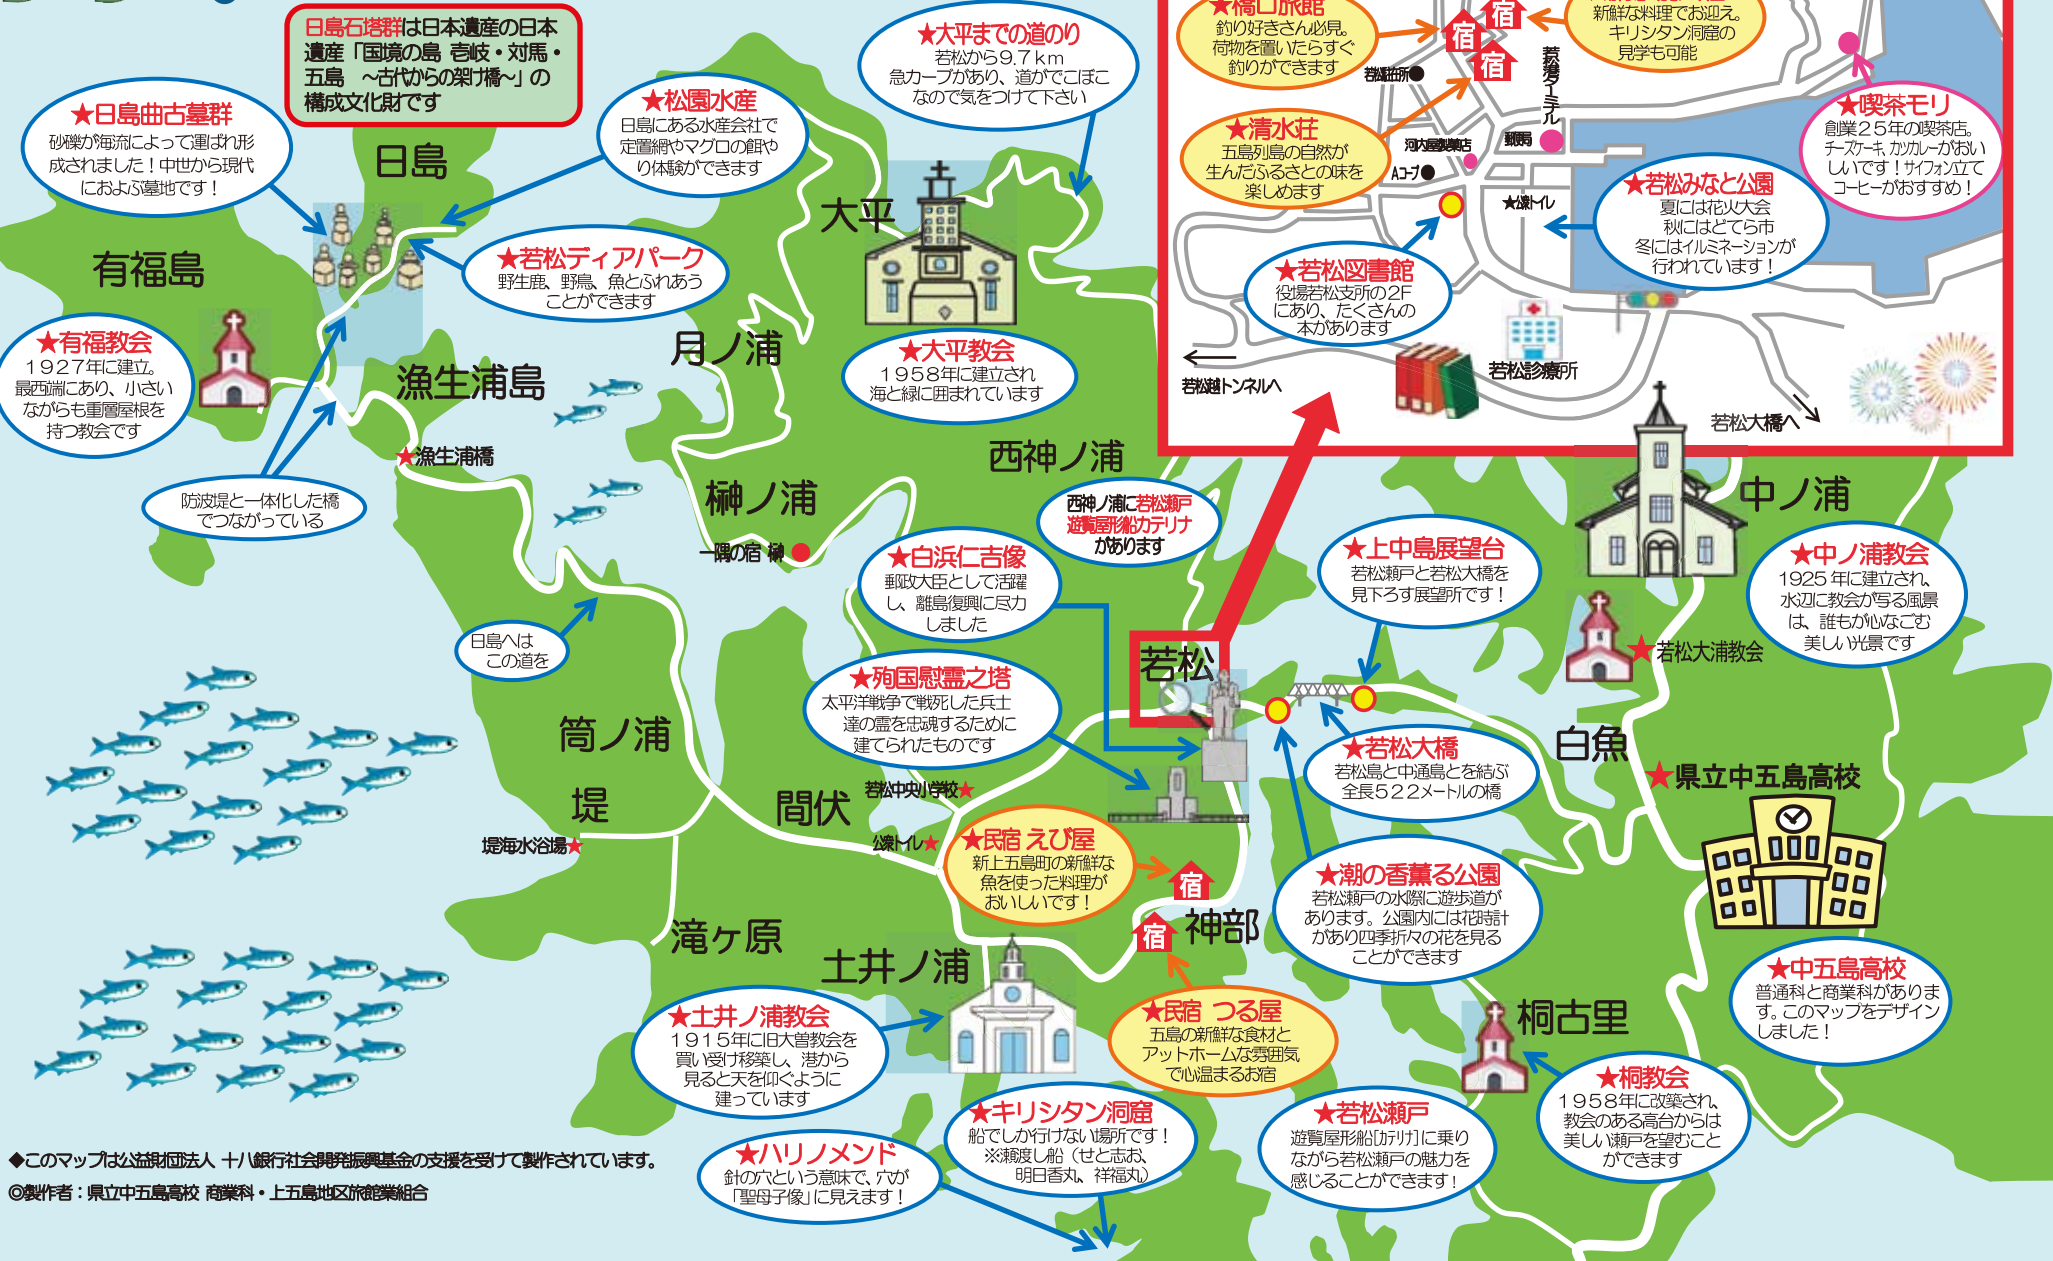 日島石塔群は日本遺産の日本
遺産「国境の島 壱岐・対馬・
五島 ～古代からの架け橋～」の
構成文化財です
★日島曲古墓群
砂礫が海流によって運ばれ形
成されました！中世から現代
におよぶ墓地です！
日島
★松園水産
日島にある水産会社で
定置網やマグロの餌や
り体験ができます
★大平までの道のり
若松から9.7km
急カーブがあり、道がでこぼこ
なので気をつけて下さい
有福島
★若松ディアパーク
野生鹿、野鳥、魚とふれあう
ことができます
大平
★有福教会
1927年に建立。
最西端にあり、小さい
ながらも重層屋根を
持つ教会です
漁生浦島
★漁生浦橋
月ノ浦
★大平教会
1958年に建立され
海と緑に囲まれています
防波堤と一体化した橋
でつながっている
榊ノ浦
一隅の宿 榊
西神ノ浦
西神ノ浦に若松瀬戸
遊覧屋形船カテリナ
があります
日島へは
この道を
★白浜仁吉像
郵政大臣として活躍
し、離島復興に尽力
しました
★殉国慰霊之塔
太平洋戦争で戦死した兵士
達の霊を忠魂するために
建てられたものです
若松
筒ノ浦
堤
堤海水浴場★
間伏
若松中央小学校★
公衆トイレ★
★民宿 えび屋
新上五島町の新鮮な
魚を使った料理が
おいしいです！
宿
宿
神部
滝ヶ原
土井ノ浦
★土井ノ浦教会
1915年に旧大曽教会を
買い受け移築し、港から
見ると天を仰ぐように
建っています
★民宿 つる屋
五島の新鮮な食材と
アットホームな雰囲気
で心温まるお宿
★キリシタン洞窟
船でしか行けない場所です！
※瀬渡し船（せと志お、
明日香丸、祥福丸）
★ハリノメンド
針の穴という意味で、穴が
「聖母子像」に見えます！
★若松瀬戸
遊覧屋形船[カテリナ]に乗り
ながら若松瀬戸の魅力を
感じることができます！
★橋口旅館
釣り好きさん必見。
荷物を置いたらすぐ
釣りができます
宿
宿
宿
新鮮な料理でお迎え。
キリシタン洞窟の
見学も可能
若松駐在所
若松港ターミナル
★清水荘
五島列島の自然が
生んだふるさとの味を
楽しめます
河内屋製菓店
郵便局
Aコープ
★公衆トイレ
★喫茶モリ
創業25年の喫茶店。
チーズケーキ、カツカレーがおい
しいです！サイフォン立て
コーヒーがおすすめ！
★若松みなと公園
夏には花火大会
秋にはどてら市
冬にはイルミネーションが
行われています！
★若松図書館
役場若松支所の2F
にあり、たくさんの
本があります
若松診療所
若松越トンネルへ
若松大橋へ
中ノ浦
★上中島展望台
若松瀬戸と若松大橋を
見下ろす展望所です！
★中ノ浦教会
1925年に建立され、
水辺に教会が写る風景
は、誰もが心なごむ
美しい光景です
★若松大浦教会
白魚
★若松大橋
若松島と中通島とを結ぶ
全長522メートルの橋
★県立中五島高校
★潮の香薫る公園
若松瀬戸の水際に遊歩道が
あります。公園内には花時計
があり四季折々の花を見る
ことができます
桐古里
★中五島高校
普通科と商業科がありま
す。このマップをデザイン
しました！
★桐教会
1958年に改築され、
教会のある高台からは
美しい瀬戸を望むこと
ができます
◆このマップは公益財団法人 十八銀行社会開発振興基金の支援を受けて製作されています。
◎製作者：県立中五島高校 商業科・上五島地区旅館業組合